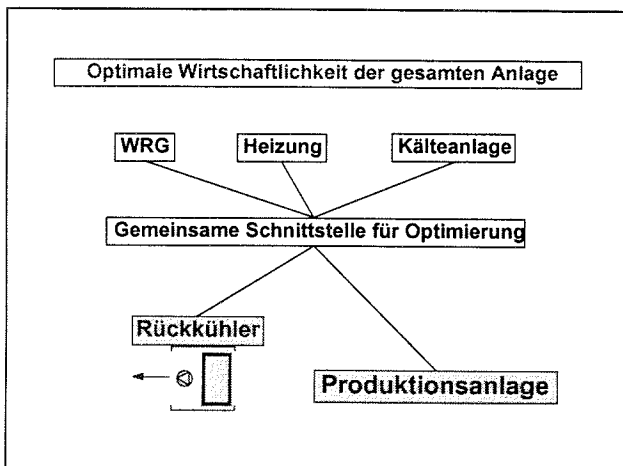 Optimale Wirtschaftlichkeit der gesamten Anlage
WRG
Heizung
Kälteanlage
Gemeinsame Schnittstelle für Optimierung
Rückkühler
Produktionsanlage